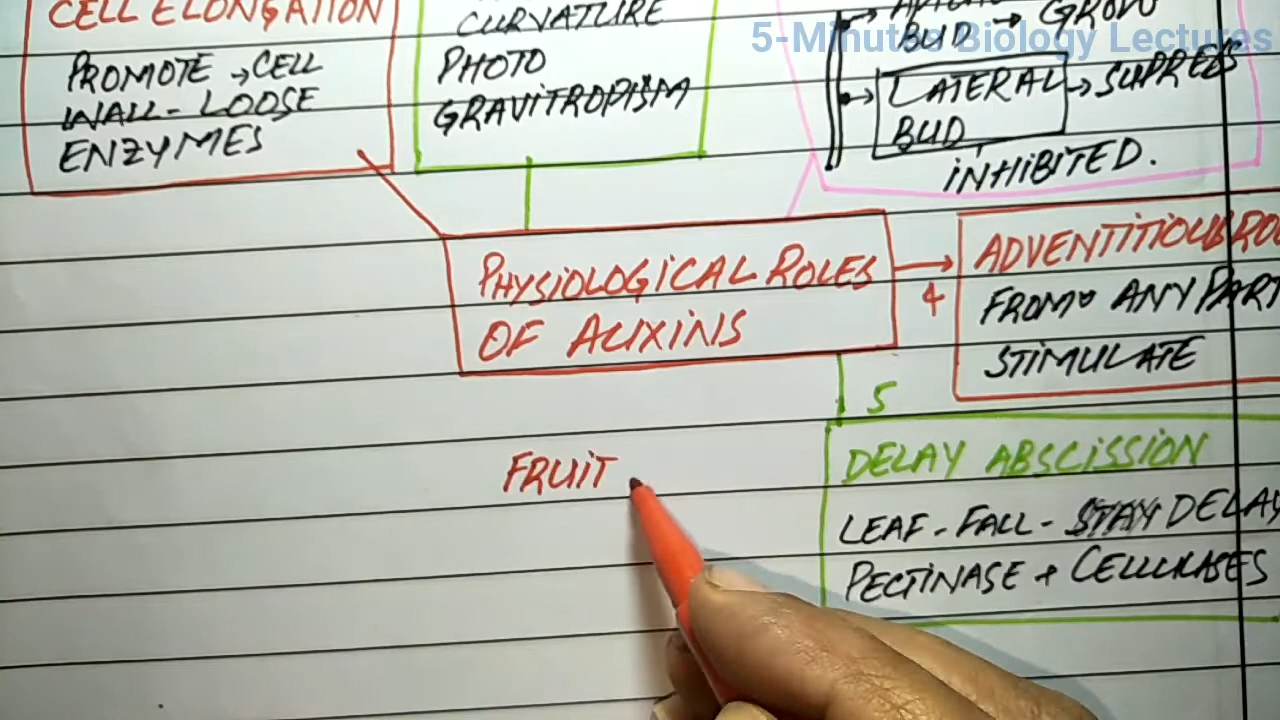 CELL ELONGATION
PROMOTE → CELL
WALL - LOOSE
ENZYMES
CURVATURE
PHOTO
GRAVITROPISM
BUD → GROW
LATERAL → SUPRESS
BUD
INHIBITED.
5-Minutes Biology Lectures
PHYSIOLOGICAL ROLES
OF AUXINS
4
ADVENTITIOUS
FROM ANY PART
STIMULATE
5
DELAY ABSCISSION
LEAF - FALL - STAY DELAY
PECTINASE + CELLULASES
FRUIT